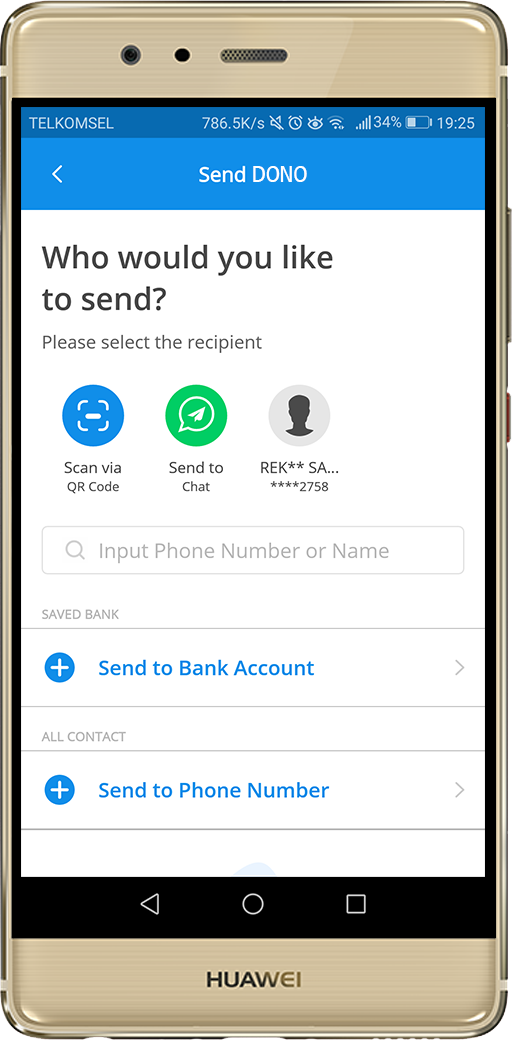 TELKOMSEL 786.5K/s 34% 19:25
Send DONO
Who would you like
to send?
Please select the recipient
Scan via
QR Code
Send to
Chat
REK** SA...
****2758
Input Phone Number or Name
SAVED BANK
Send to Bank Account
ALL CONTACT
Send to Phone Number
HUAWEI